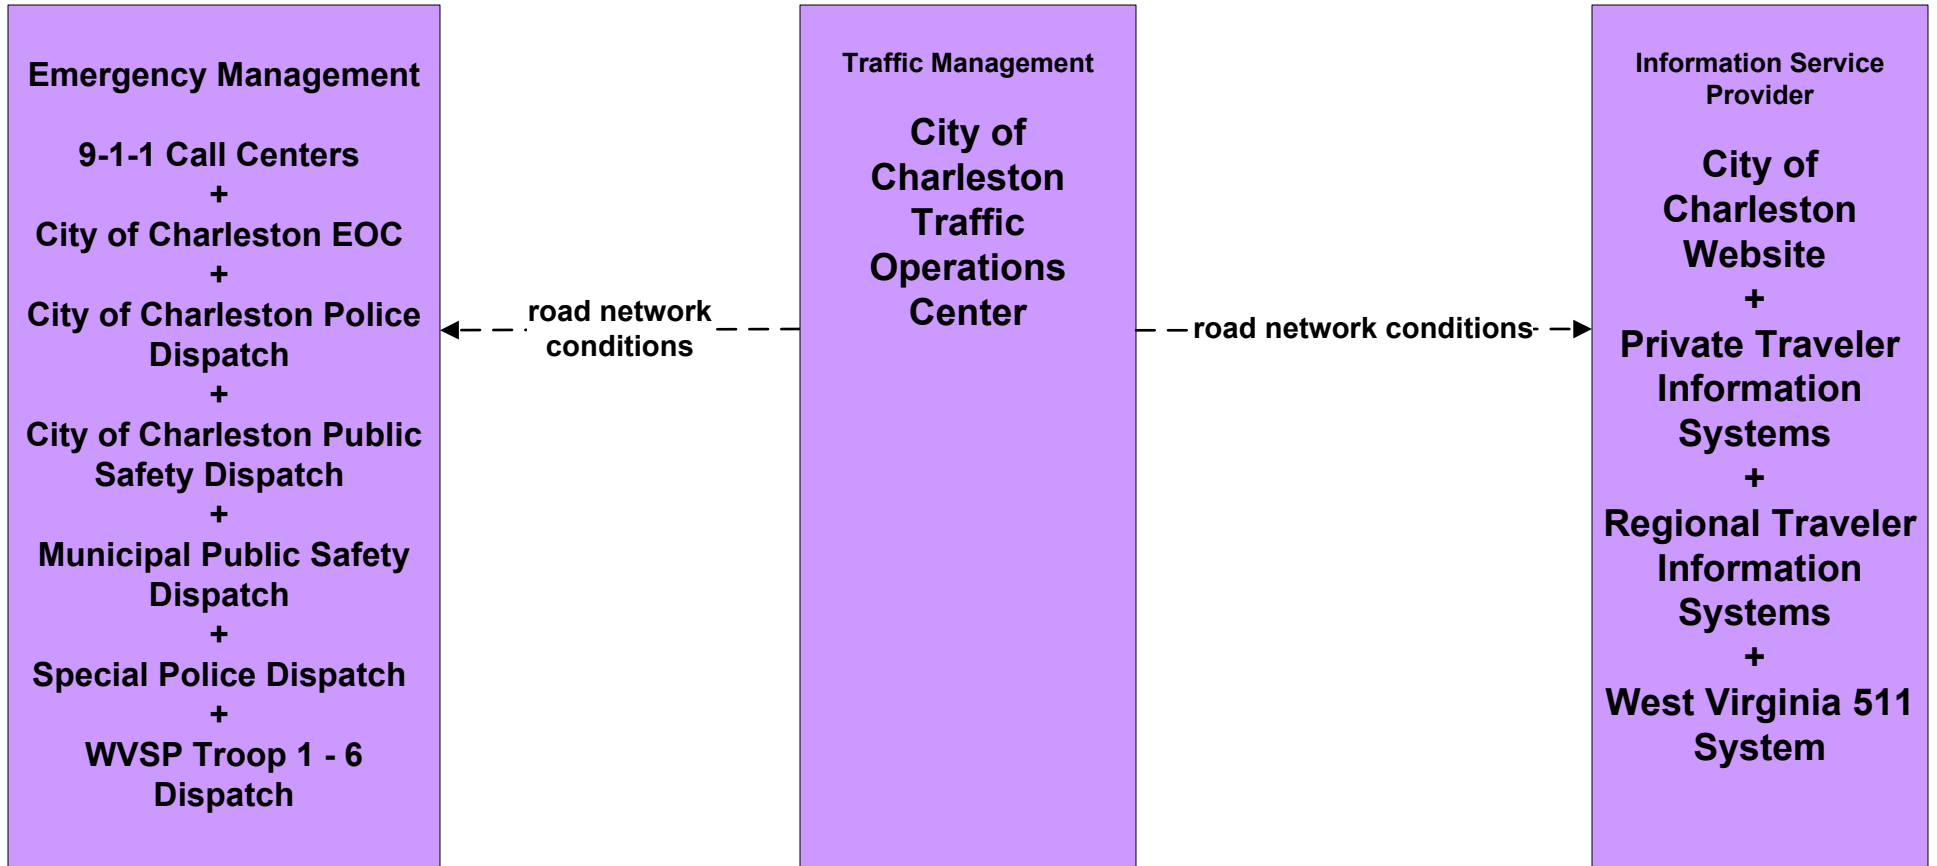 Emergency Management
9-1-1 Call Centers
+
City of Charleston EOC
+
City of Charleston Police
Dispatch
+
City of Charleston Public
Safety Dispatch
+
Municipal Public Safety
Dispatch
+
Special Police Dispatch
+
WVSP Troop 1 - 6
Dispatch
road network
conditions
Traffic Management
City of
Charleston
Traffic
Operations
Center
road network conditions
Information Service
Provider
City of
Charleston
Website
+
Private Traveler
Information
Systems
+
Regional Traveler
Information
Systems
+
West Virginia 511
System